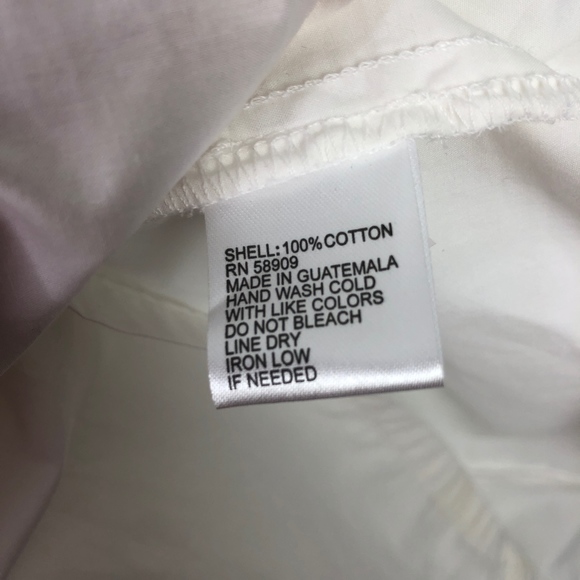 SHELL: 100% COTTON
RN 58909
MADE IN GUATEMALA
HAND WASH COLD
WITH LIKE COLORS
DO NOT BLEACH
LINE DRY
IRON LOW
IF NEEDED